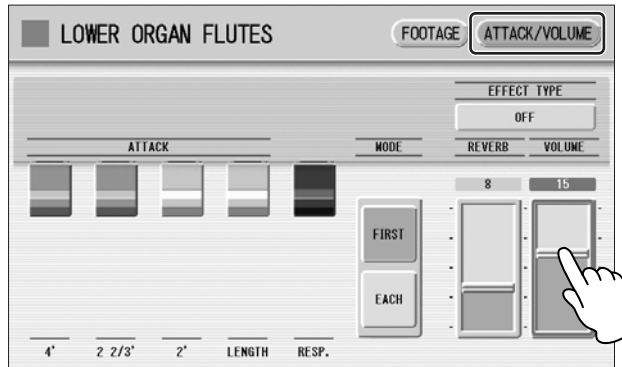 LOWER ORGAN FLUTES FOOTAGE ATTACK/VOLUME
EFFECT TYPE
OFF
ATTACK MODE REVERB VOLUME
8 15
FIRST
EACH
4' 2 2/3' 2' LENGTH RESP.